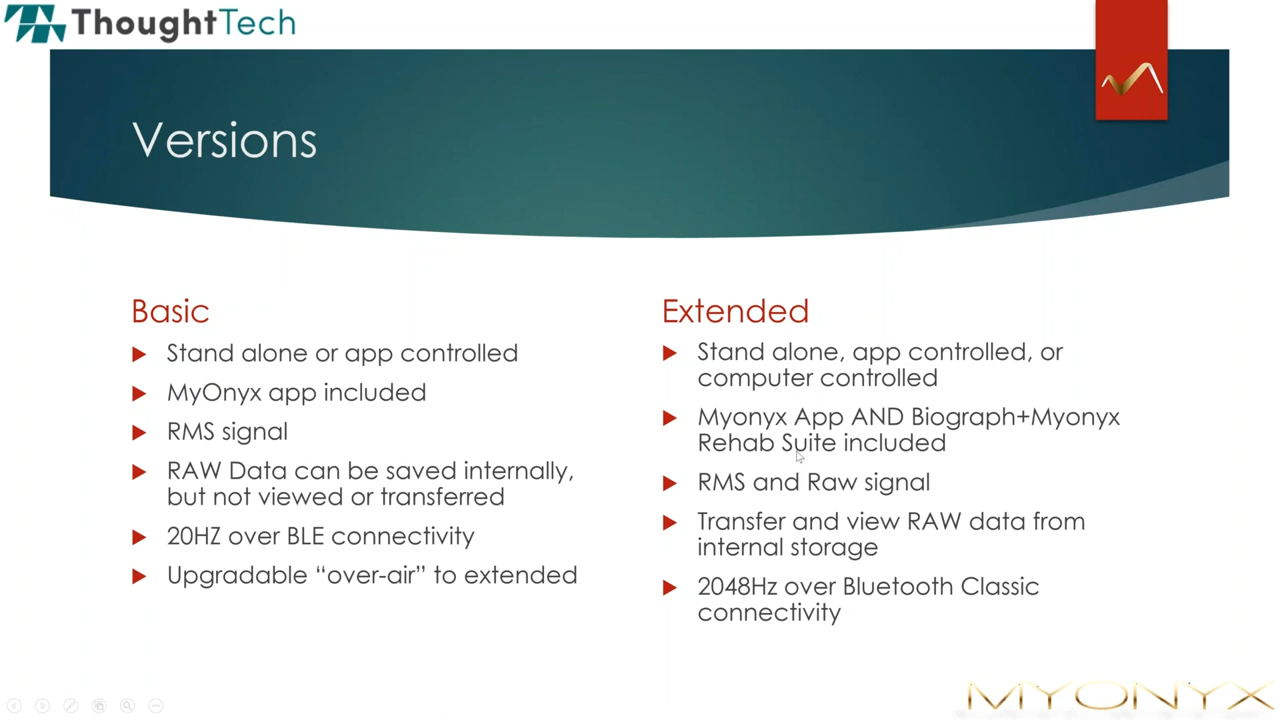 ThoughtTech
Versions
Basic
Stand alone or app controlled
MyOnyx app included
RMS signal
RAW Data can be saved internally,
but not viewed or transferred
20HZ over BLE connectivity
Upgradable “over-air” to extended
Extended
Stand alone, app controlled, or
computer controlled
Myonyx App AND Biograph+Myonyx
Rehab Suite included
RMS and Raw signal
Transfer and view RAW data from
internal storage
2048Hz over Bluetooth Classic
connectivity
MYONYX